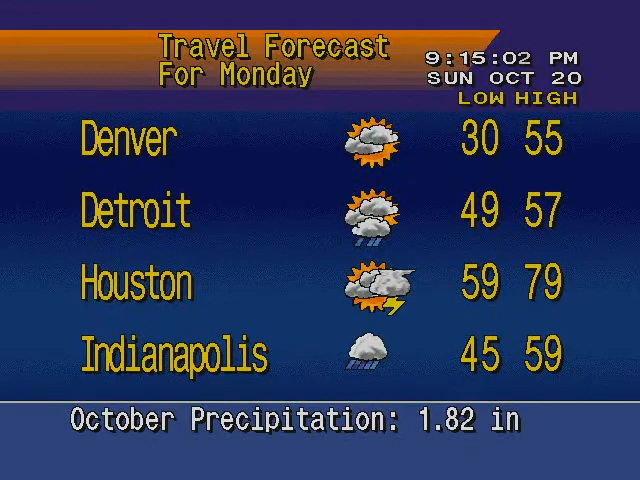 Travel Forecast
For Monday
9:15:02 PM
SUN OCT 20
LOW HIGH
Denver 30 55
Detroit 49 57
Houston 59 79
Indianapolis 45 59
October Precipitation: 1.82 in